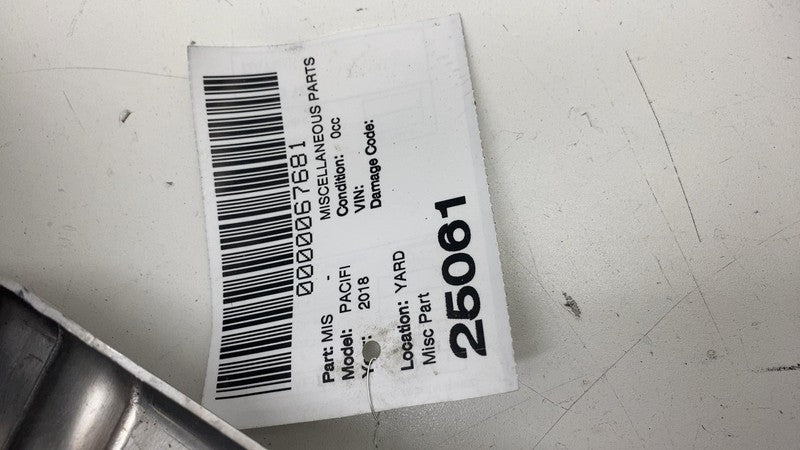 0000067681
Part: MIS - MISCELLANEOUS PARTS
Model: PACIFI Condition: 0cc
2018 VIN:
Damage Code:
Location: YARD
Misc Part
25061